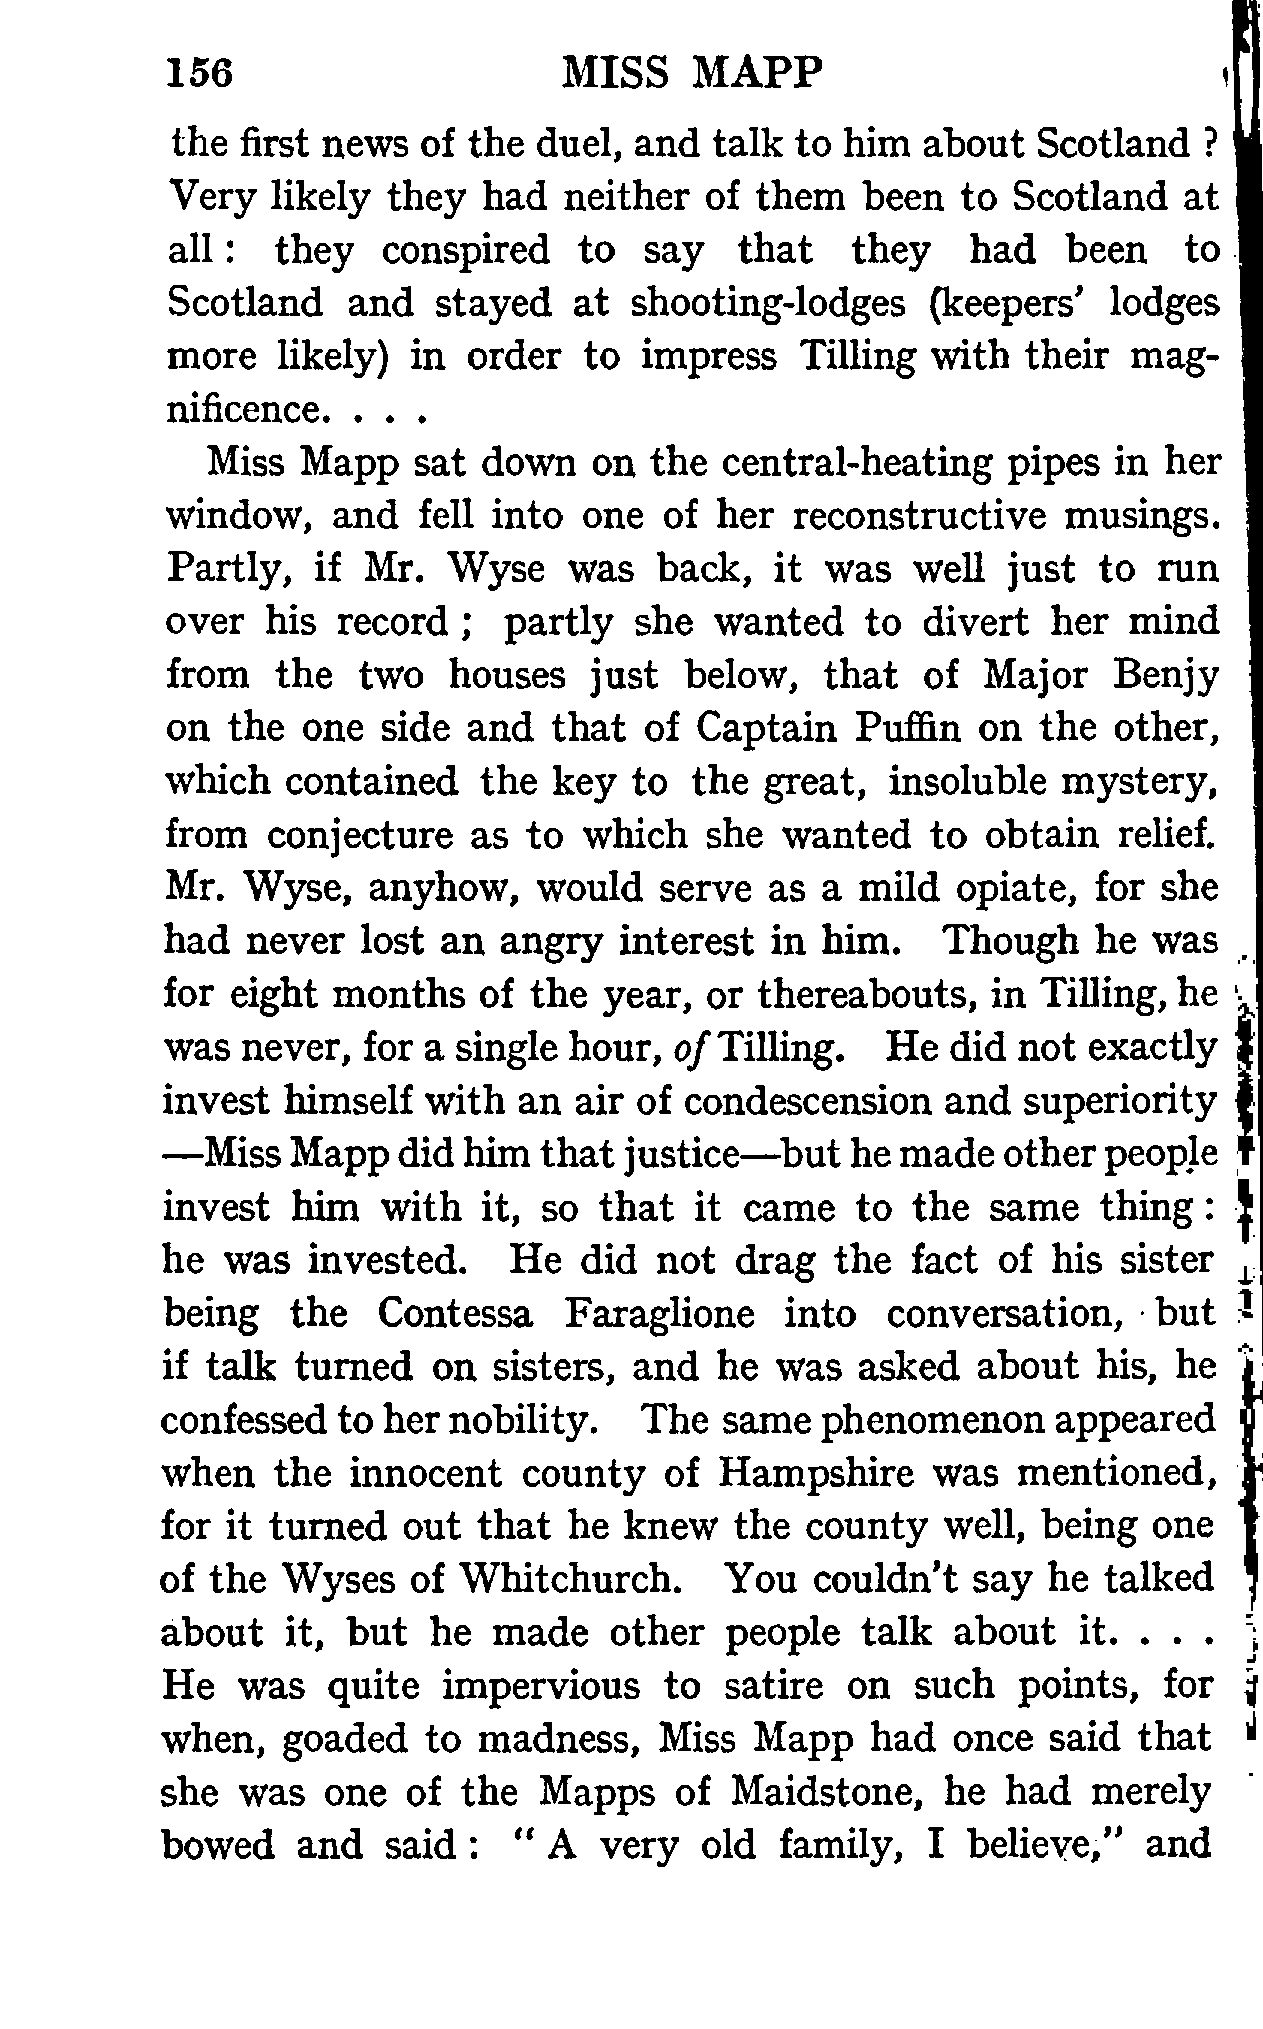 156 MISS MAPP
the first news of the duel, and talk to him about Scotland ?
Very likely they had neither of them been to Scotland at
all : they conspired to say that they had been to
Scotland and stayed at shooting-lodges (keepers' lodges
more likely) in order to impress Tilling with their mag-
nificence. . . .
Miss Mapp sat down on the central-heating pipes in her
window, and fell into one of her reconstructive musings.
Partly, if Mr. Wyse was back, it was well just to run
over his record ; partly she wanted to divert her mind
from the two houses just below, that of Major Benjy
on the one side and that of Captain Puffin on the other,
which contained the key to the great, insoluble mystery,
from conjecture as to which she wanted to obtain relief.
Mr. Wyse, anyhow, would serve as a mild opiate, for she
had never lost an angry interest in him. Though he was
for eight months of the year, or thereabouts, in Tilling, he
was never, for a single hour, of Tilling. He did not exactly
invest himself with an air of condescension and superiority
—Miss Mapp did him that justice—but he made other people
invest him with it, so that it came to the same thing :
he was invested. He did not drag the fact of his sister
being the Contessa Faraglione into conversation, but
if talk turned on sisters, and he was asked about his, he
confessed to her nobility. The same phenomenon appeared
when the innocent county of Hampshire was mentioned,
for it turned out that he knew the county well, being one
of the Wyses of Whitchurch. You couldn't say he talked
about it, but he made other people talk about it. . . .
He was quite impervious to satire on such points, for
when, goaded to madness, Miss Mapp had once said that
she was one of the Mapps of Maidstone, he had merely
bowed and said : “ A very old family, I believe,” and